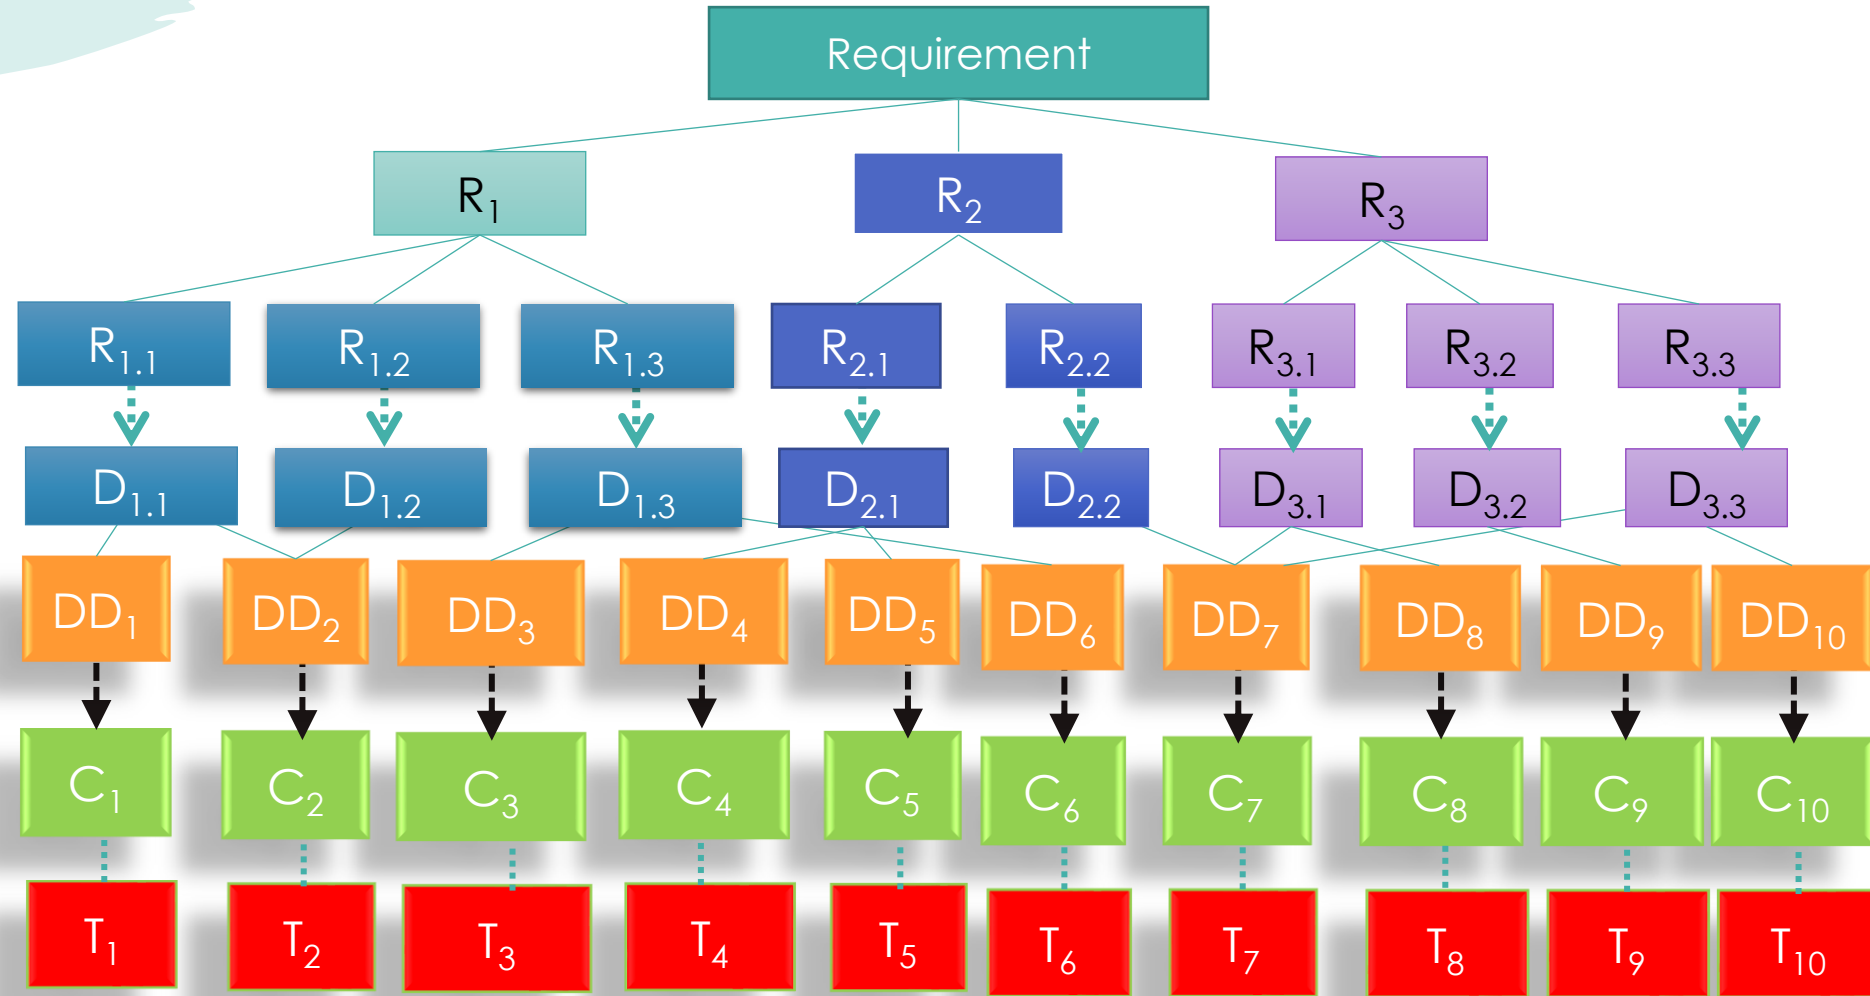 Requirement
R₁
R₂
R₃
R₁.₁
R₁.₂
R₁.₃
R₂.₁
R₂.₂
R₃.₁
R₃.₂
R₃.₃
D₁.₁
D₁.₂
D₁.₃
D₂.₁
D₂.₂
D₃.₁
D₃.₂
D₃.₃
DD₁
DD₂
DD₃
DD₄
DD₅
DD₆
DD₇
DD₈
DD₉
DD₁₀
C₁
C₂
C₃
C₄
C₅
C₆
C₇
C₈
C₉
C₁₀
T₁
T₂
T₃
T₄
T₅
T₆
T₇
T₈
T₉
T₁₀